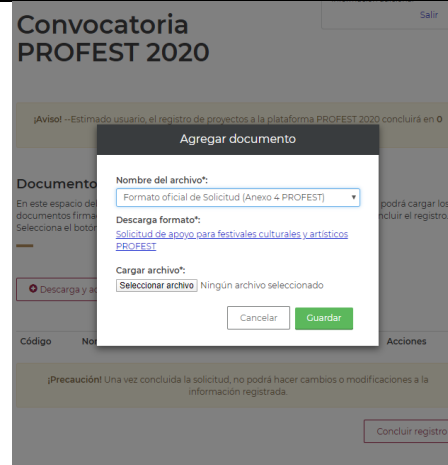 Salir
Convocatoria
PROFEST 2020
¡Aviso! --Estimado usuario, el registro de proyectos a la plataforma PROFEST 2020 concluirá en 0
Agregar documento
Nombre del archivo*:
Formato oficial de Solicitud (Anexo 4 PROFEST)
Descarga formato*:
Solicitud de apoyo para festivales culturales y artísticos
PROFEST
Cargar archivo*:
Seleccionar archivo Ningún archivo seleccionado
Cancelar Guardar
Documento
En este espacio del podrá cargar los
documentos firma ncluir el registro.
Selecciona el botón
Descarga y a
Código No Acciones
¡Precaución! Una vez concluida la solicitud, no podrá hacer cambios o modificaciones a la
información registrada.
Concluir registro